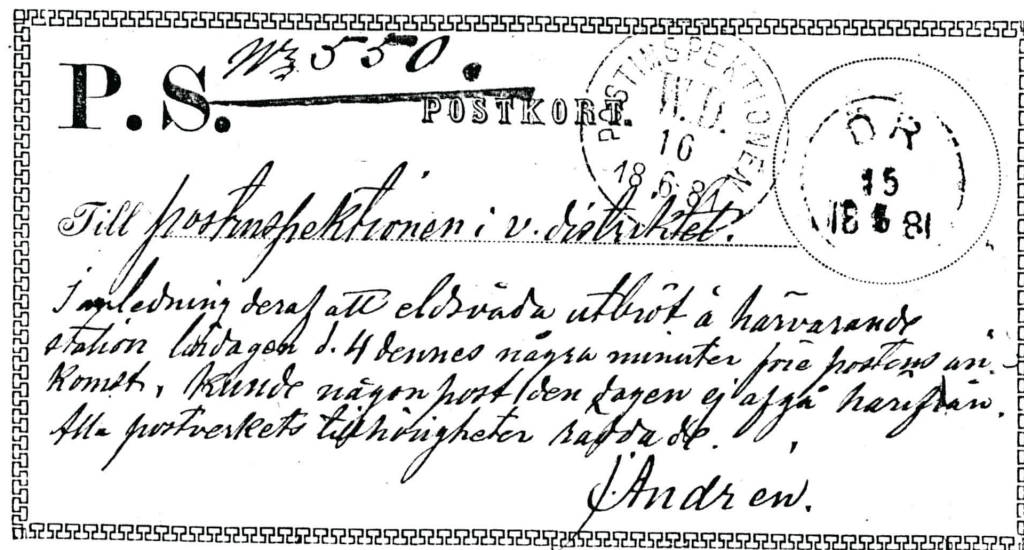 No 550.
P.S. POSTKORT.
POSTINSPEKTIONEN
V.D.
16
18 6 81
ÖR
15
18 6 81
Till postinspektionen i v. distriktet.
I anledning deraf att eldsvåda utbröt å härvarande
station lördagen d. 4 dennes några minuter före postens an-
komst, kunde någon post den dagen ej afgå härifrån.
Alla postverkets tillhörigheter räddade.
J. Andrén.